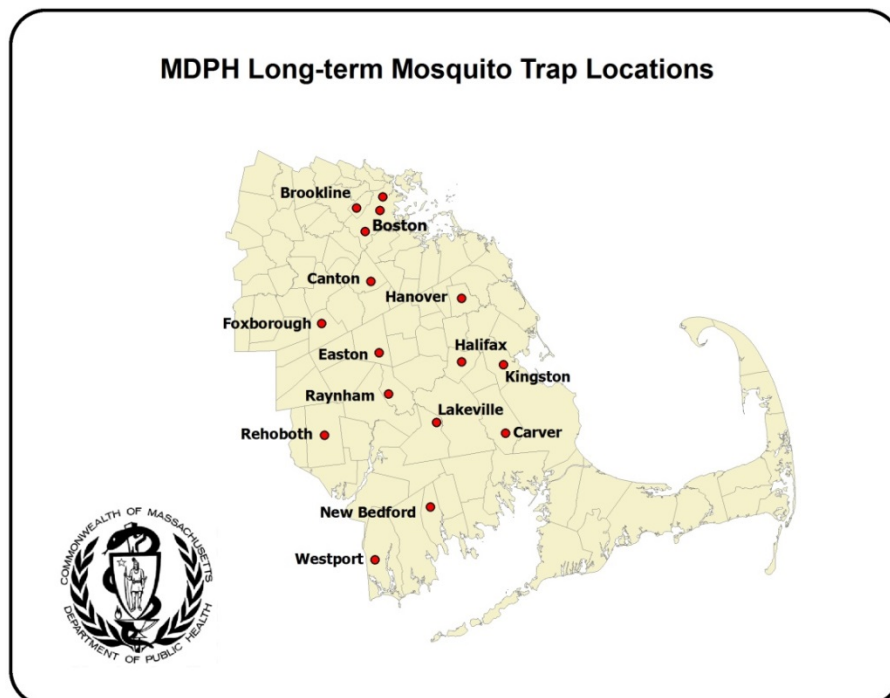 MDPH Long-term Mosquito Trap Locations
Brookline
Boston
Canton
Hanover
Foxborough
Halifax
Easton
Kingston
Raynham
Lakeville
Rehoboth
Carver
New Bedford
Westport
COMMONWEALTH OF MASSACHUSETTS
DEPARTMENT OF PUBLIC HEALTH